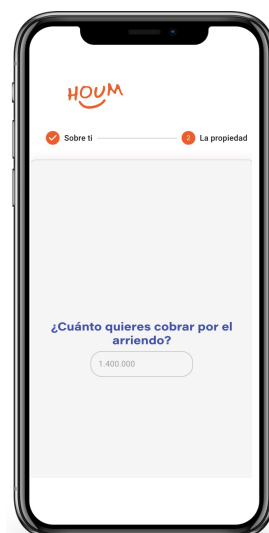 HOUM
Sobre ti
2 La propiedad
¿Cuánto quieres cobrar por el
arriendo?
1.400.000